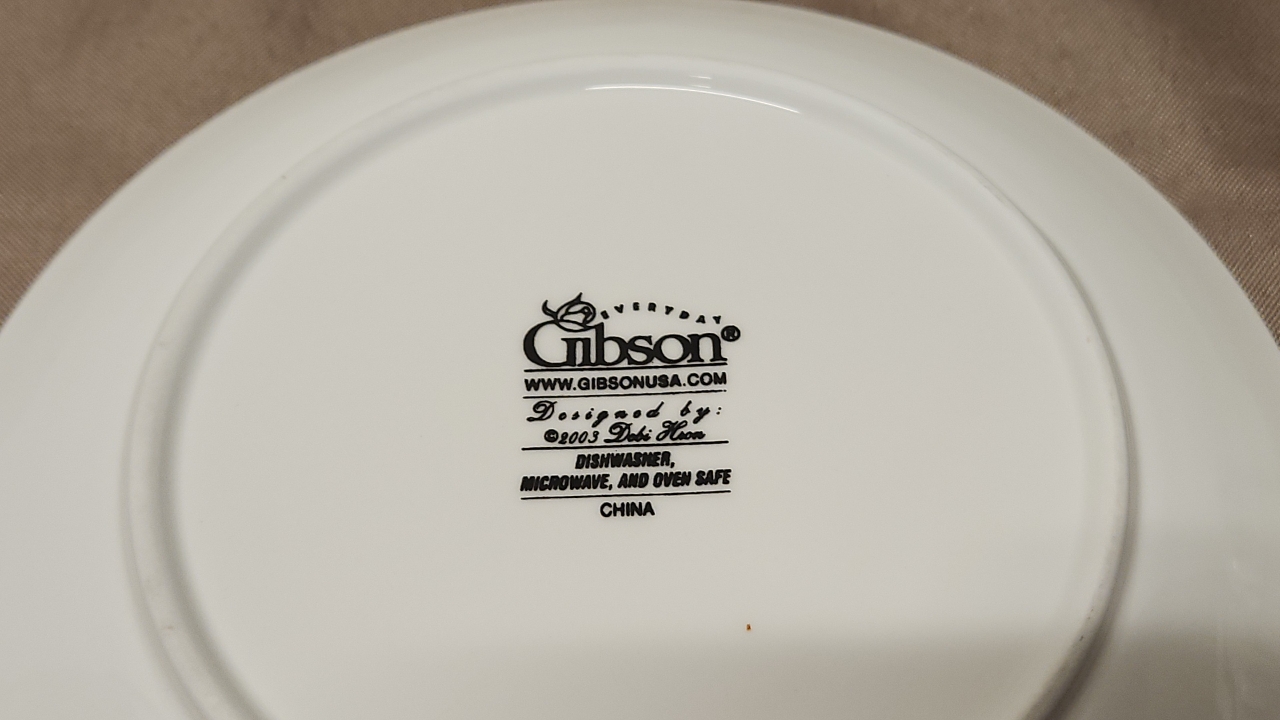 EVERYDAY
Gibson®
WWW.GIBSONUSA.COM
Designed by:
©2003 Debi Hron
DISHWASHER,
MICROWAVE, AND OVEN SAFE
CHINA